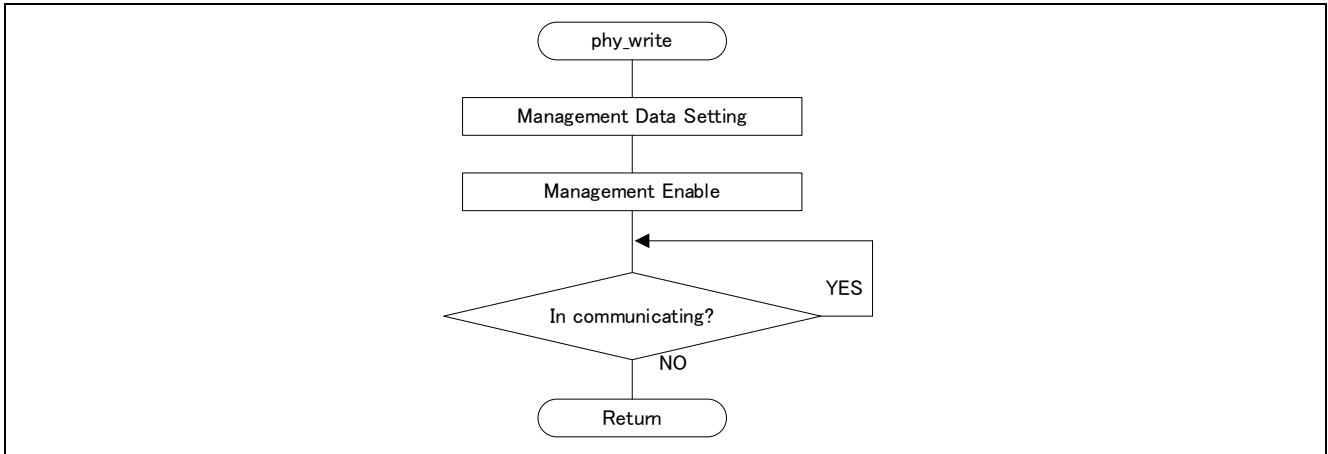 phy_write
Management Data Setting
Management Enable
YES
In communicating?
NO
Return